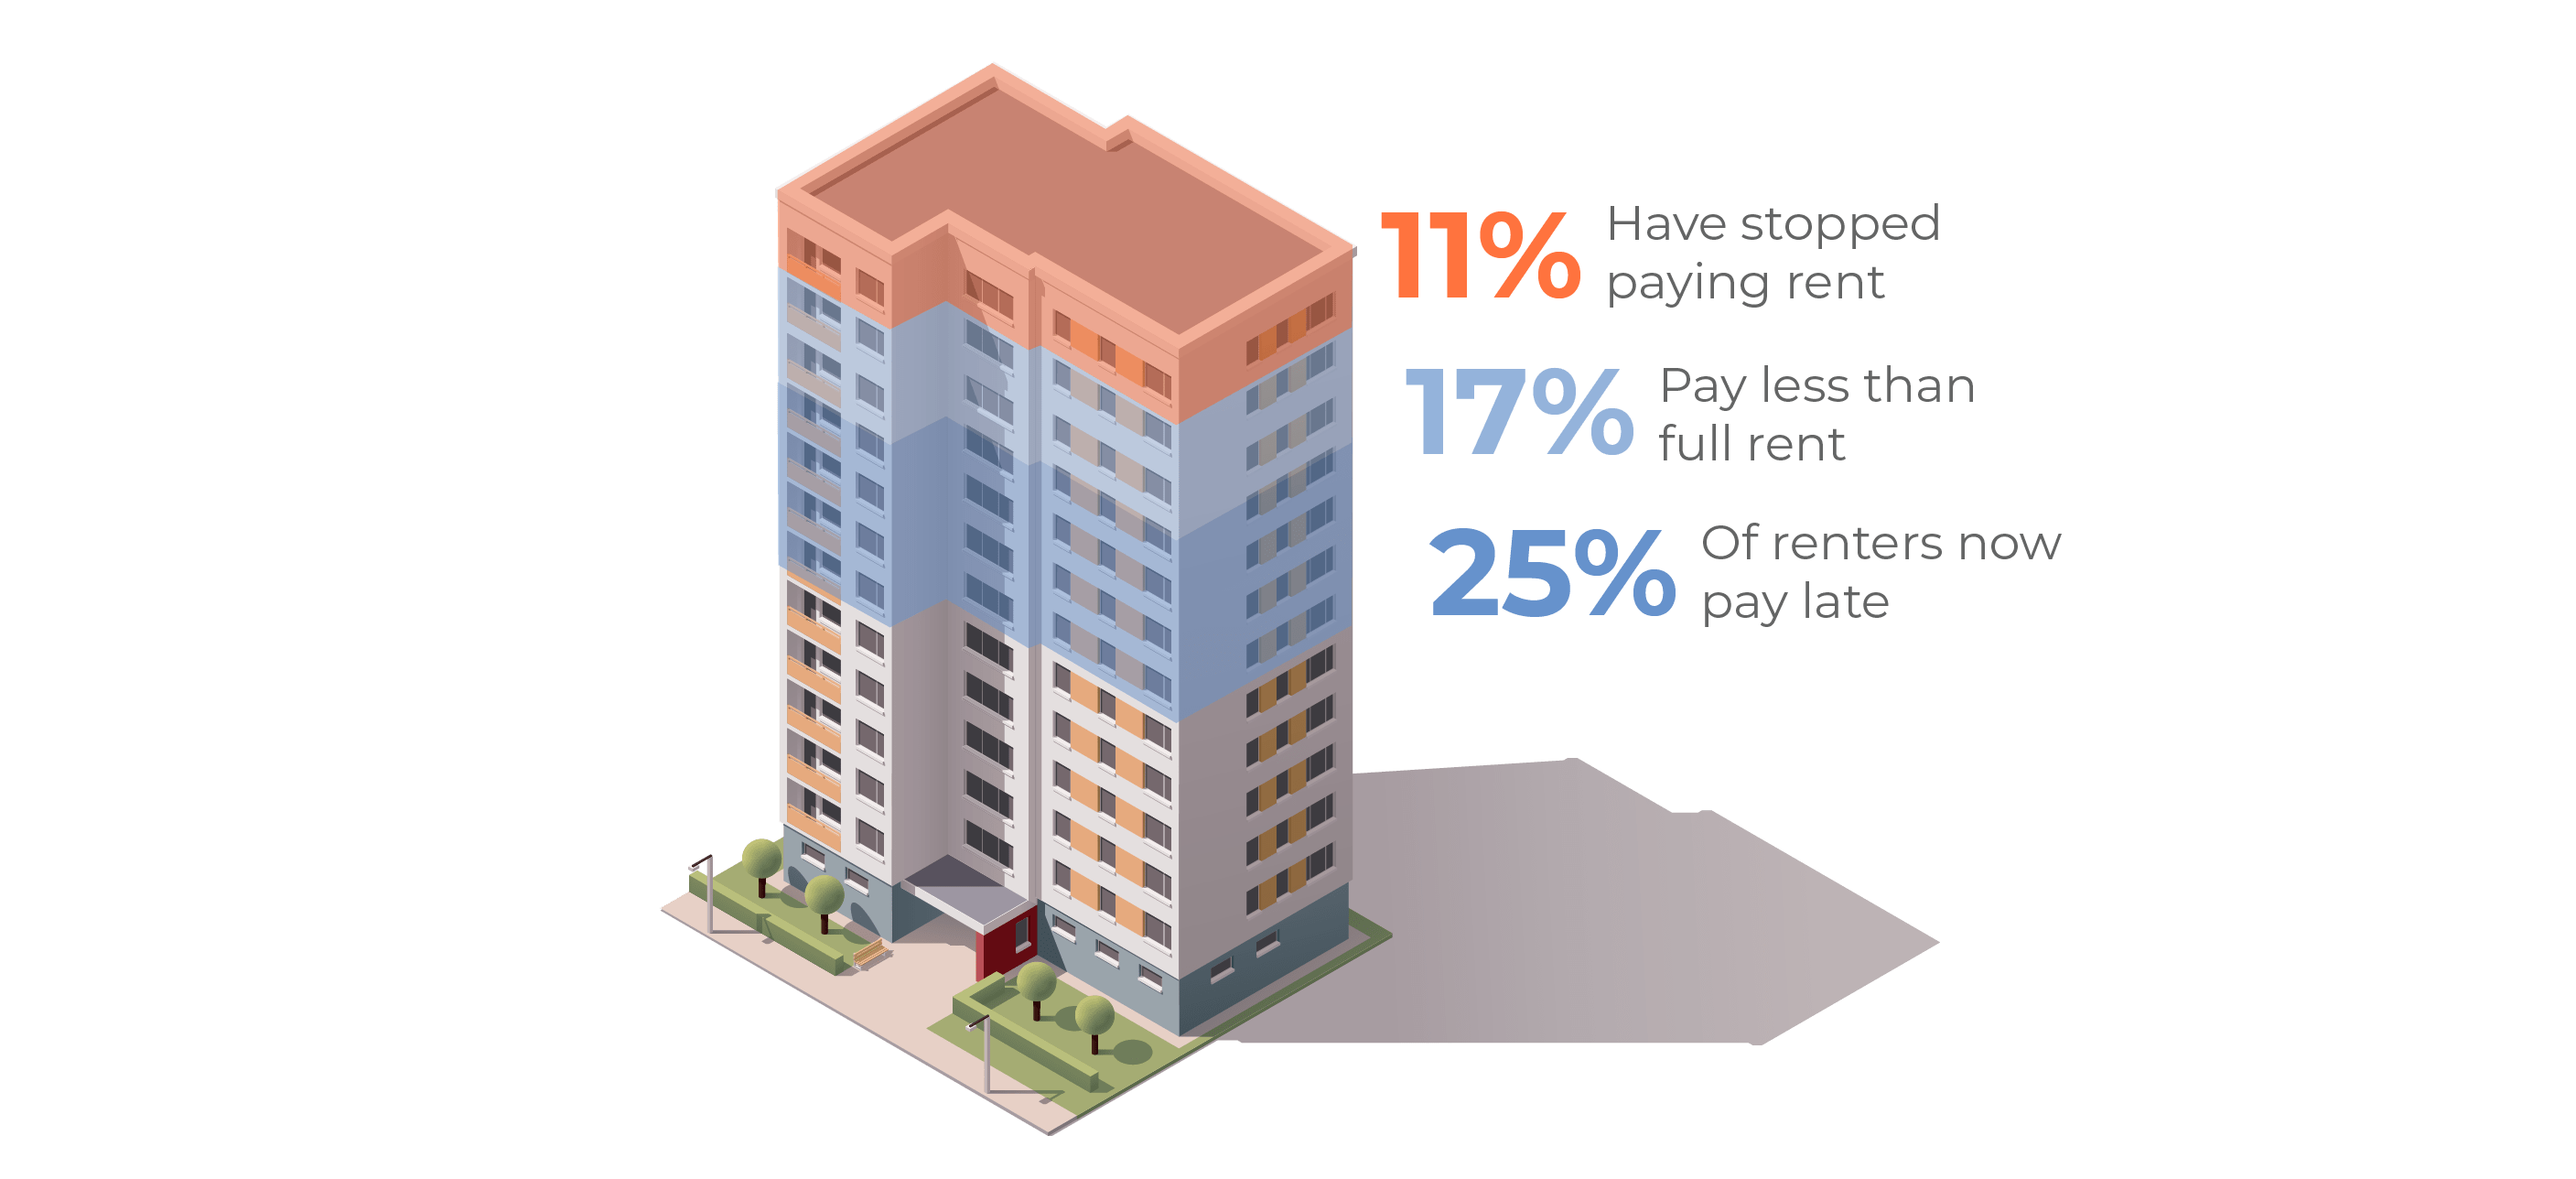 11% Have stopped
paying rent
17% Pay less than
full rent
25% Of renters now
pay late